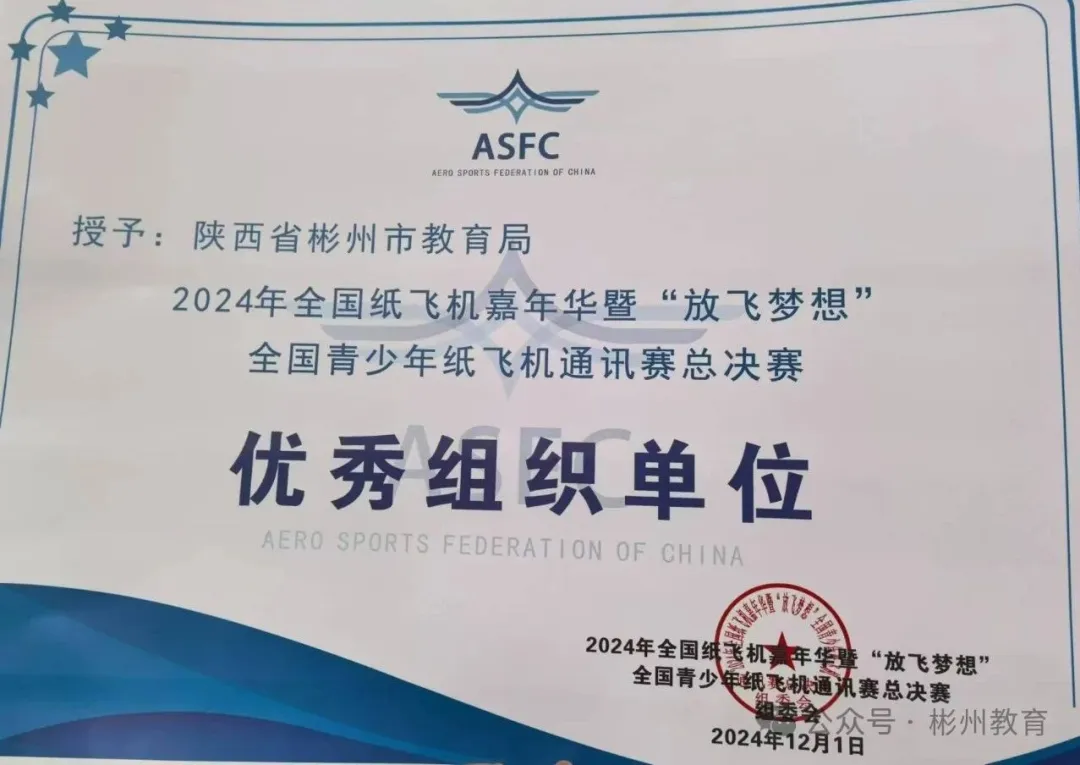 ASFC
AERO SPORTS FEDERATION OF CHINA
授予：陕西省彬州市教育局
2024年全国纸飞机嘉年华暨“放飞梦想”
全国青少年纸飞机通讯赛总决赛
ASFC
优秀组织单位
AERO SPORTS FEDERATION OF CHINA
2024年全国纸飞机嘉年华暨“放飞梦想”
全国青少年纸飞机通讯赛总决赛
组委会
组委会
2024年12月1日
公众号·彬州教育